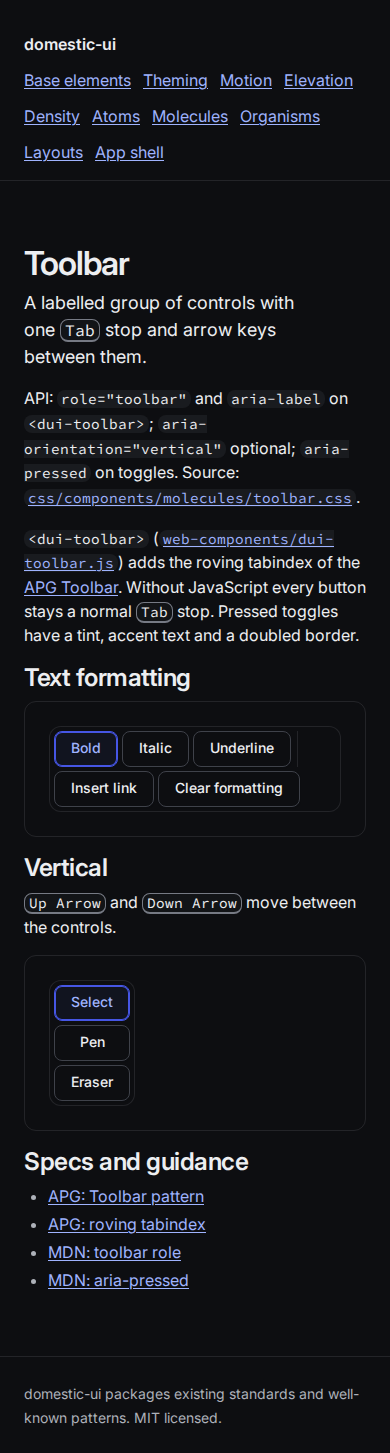 domestic-ui
Base elements Theming Motion Elevation
Density Atoms Molecules Organisms
Layouts App shell
Toolbar
A labelled group of controls with
one Tab stop and arrow keys
between them.
API: role="toolbar" and aria-label on
<dui-toolbar>; aria-
orientation="vertical" optional; aria-
pressed on toggles. Source:
css/components/molecules/toolbar.css.
<dui-toolbar> (web-components/dui-
toolbar.js) adds the roving tabindex of the
APG Toolbar. Without JavaScript every button
stays a normal Tab stop. Pressed toggles
have a tint, accent text and a doubled border.
Text formatting
Bold Italic Underline
Insert link Clear formatting
Vertical
Up Arrow and Down Arrow move between
the controls.
Select
Pen
Eraser
Specs and guidance
APG: Toolbar pattern
APG: roving tabindex
MDN: toolbar role
MDN: aria-pressed
domestic-ui packages existing standards and well-
known patterns. MIT licensed.